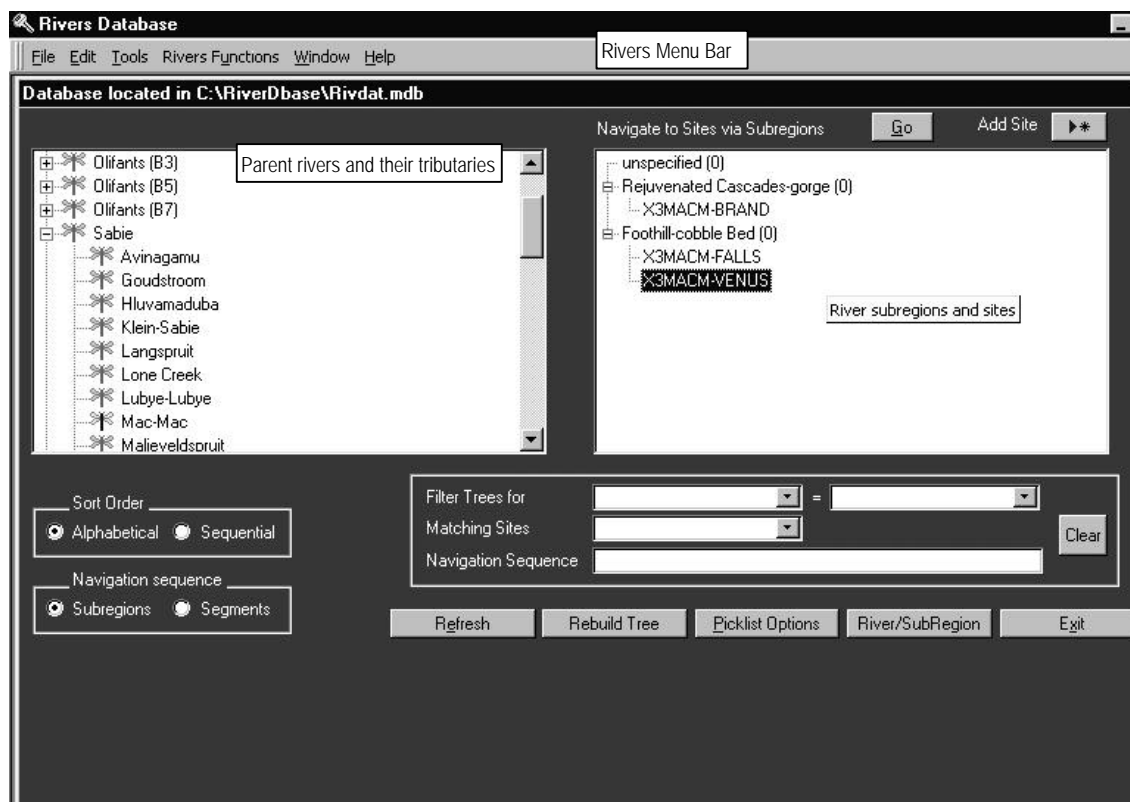 Rivers Database
File Edit Tools Rivers Functions Window Help
Rivers Menu Bar
Database located in C:\RiverDbase\Rivdat.mdb
Navigate to Sites via Subregions Go Add Site
Parent rivers and their tributaries
Olifants (B3)
Olifants (B5)
Olifants (B7)
Sabie
Avinagamu
Goudstroom
Hluvamaduba
Klein-Sabie
Langspruit
Lone Creek
Lubye-Lubye
Mac-Mac
Malieveldspruit
unspecified (0)
Rejuvenated Cascades-gorge (0)
X3MACM-BRAND
Foothill-cobble Bed (0)
X3MACM-FALLS
X3MACM-VENUS
River subregions and sites
Sort Order
Alphabetical Sequential
Navigation sequence
Subregions Segments
Filter Trees for =
Matching Sites
Navigation Sequence
Clear
Refresh Rebuild Tree Picklist Options River/SubRegion Exit